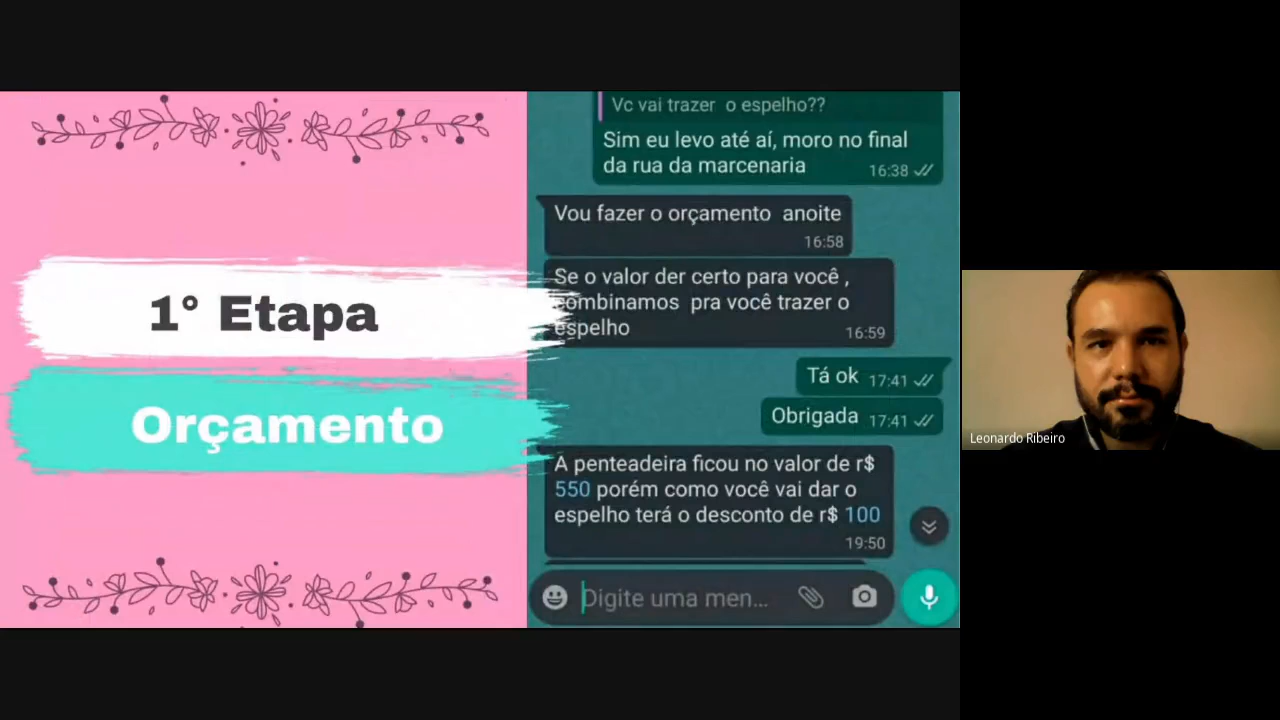 1° Etapa
Orçamento
Vc vai trazer o espelho??
Sim eu levo até aí, moro no final
da rua da marcenaria
16:38
Vou fazer o orçamento anoite
16:58
Se o valor der certo para você ,
combinamos pra você trazer o
espelho
16:59
Tá ok 17:41
Obrigada 17:41
A penteadeira ficou no valor de r$
550 porém como você vai dar o
espelho terá o desconto de r$ 100
19:50
Digite uma men...
Leonardo Ribeiro